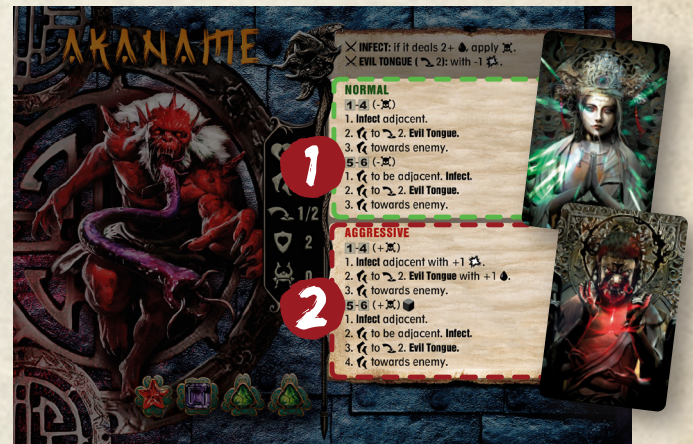 AKANAME
INFECT: if it deals 2+ , apply .
EVIL TONGUE ( 2): with -1 .
NORMAL
1-4 (- )
1. Infect adjacent.
2. to 2. Evil Tongue.
3. towards enemy.
5-6 (- )
1. to be adjacent. Infect.
2. to 2. Evil Tongue.
3. towards enemy.
1
1/2
2
0
AGGRESSIVE
1-4 (+ )
1. Infect adjacent with +1 .
2. to 2. Evil Tongue with +1 .
3. towards enemy.
5-6 (+ )
1. Infect adjacent.
2. to be adjacent. Infect.
3. to 2. Evil Tongue.
4. towards enemy.
2